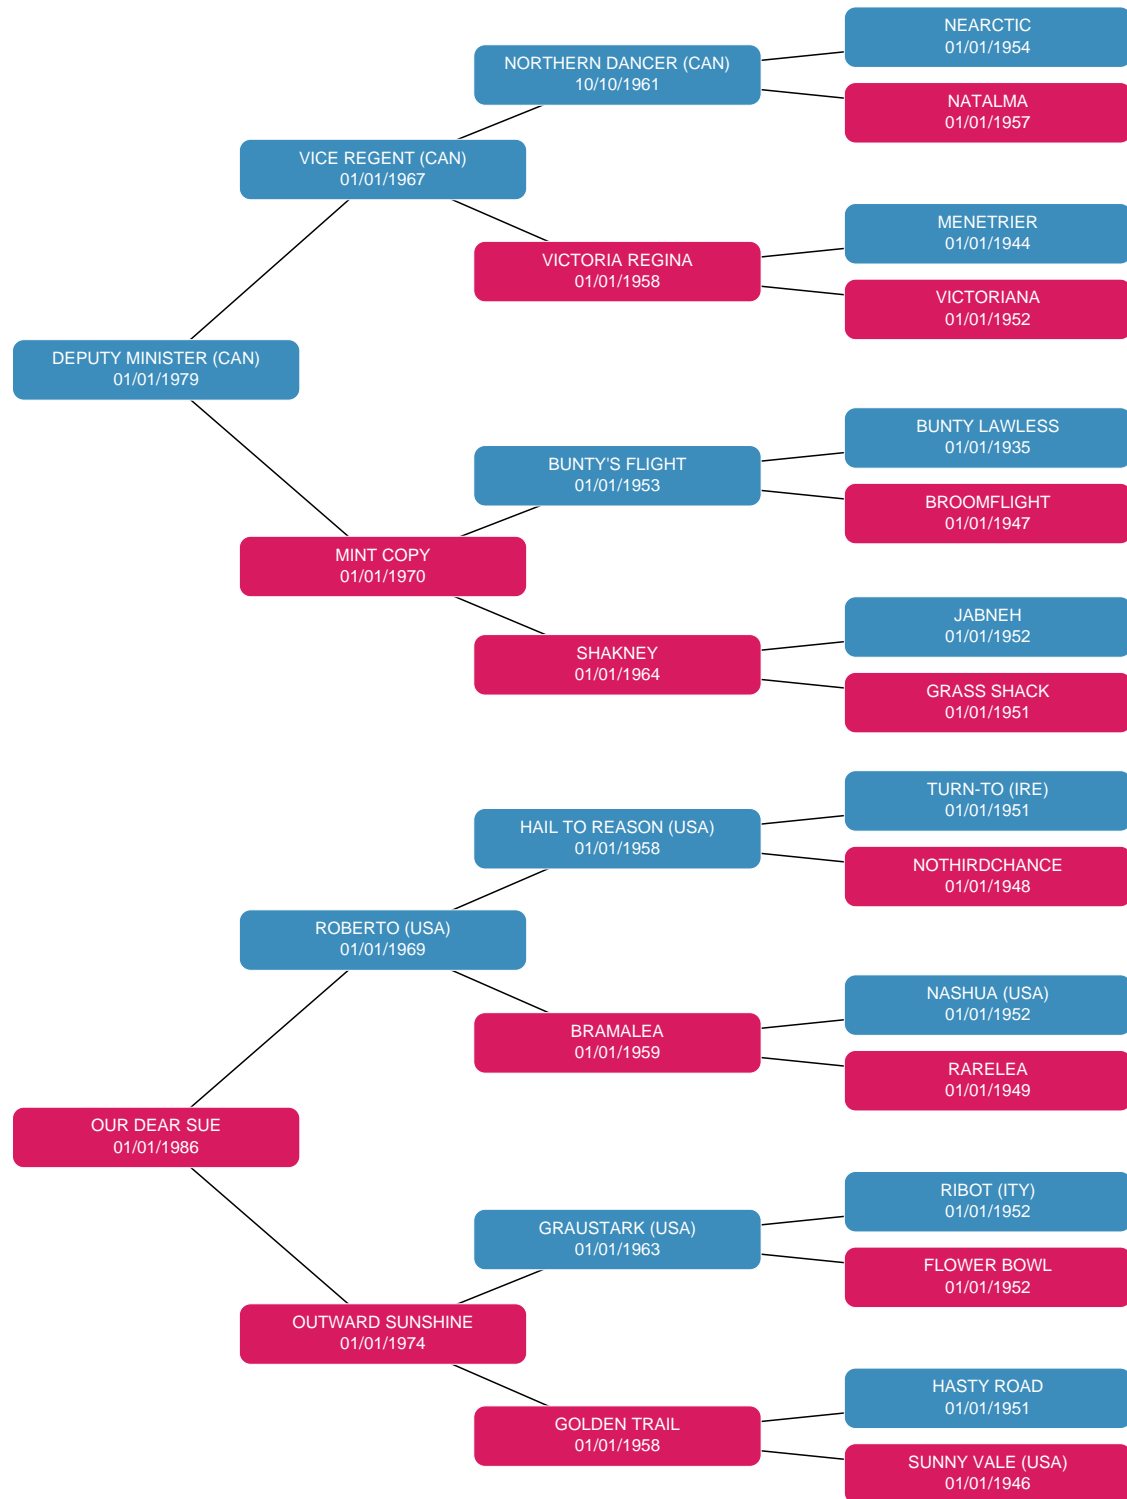 NEARCTIC
01/01/1954
NORTHERN DANCER (CAN)
10/10/1961
NATALMA
01/01/1957
VICE REGENT (CAN)
01/01/1967
MENETRIER
01/01/1944
VICTORIA REGINA
01/01/1958
VICTORIANA
01/01/1952
DEPUTY MINISTER (CAN)
01/01/1979
BUNTY LAWLESS
01/01/1935
BUNTY'S FLIGHT
01/01/1953
BROOMFLIGHT
01/01/1947
MINT COPY
01/01/1970
JABNEH
01/01/1952
SHAKNEY
01/01/1964
GRASS SHACK
01/01/1951
TURN-TO (IRE)
01/01/1951
HAIL TO REASON (USA)
01/01/1958
NOTHIRDCHANCE
01/01/1948
ROBERTO (USA)
01/01/1969
NASHUA (USA)
01/01/1952
BRAMALEA
01/01/1959
RARELEA
01/01/1949
OUR DEAR SUE
01/01/1986
RIBOT (ITY)
01/01/1952
GRAUSTARK (USA)
01/01/1963
FLOWER BOWL
01/01/1952
OUTWARD SUNSHINE
01/01/1974
HASTY ROAD
01/01/1951
GOLDEN TRAIL
01/01/1958
SUNNY VALE (USA)
01/01/1946